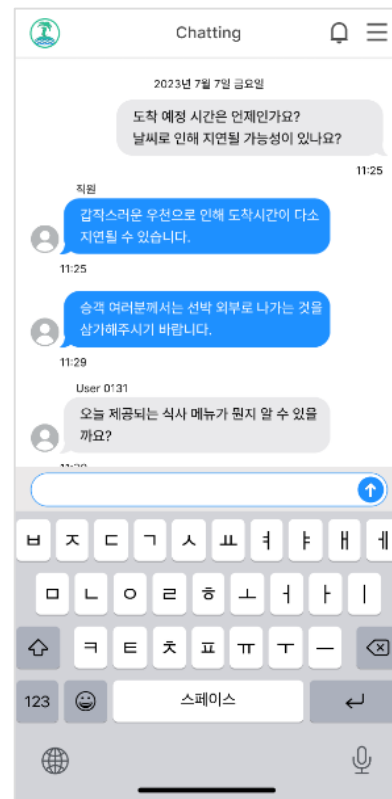 Chatting
2023년 7월 7일 금요일
도착 예정 시간은 언제인가요?
날씨로 인해 지연될 가능성이 있나요?
11:25
직원
갑작스러운 우천으로 인해 도착시간이 다소
지연될 수 있습니다.
11:25
승객 여러분께서는 선박 외부로 나가는 것을
삼가해주시기 바랍니다.
11:29
User 0131
오늘 제공되는 식사 메뉴가 뭔지 알 수 있을
까요?
ㅂ ㅈ ㄷ ㄱ ㅅ ㅛ ㅕ ㅑ ㅐ ㅔ
ㅁ ㄴ ㅇ ㄹ ㅎ ㅗ ㅓ ㅏ ㅣ
ㅋ ㅌ ㅊ ㅍ ㅠ ㅜ ㅡ
123 스페이스